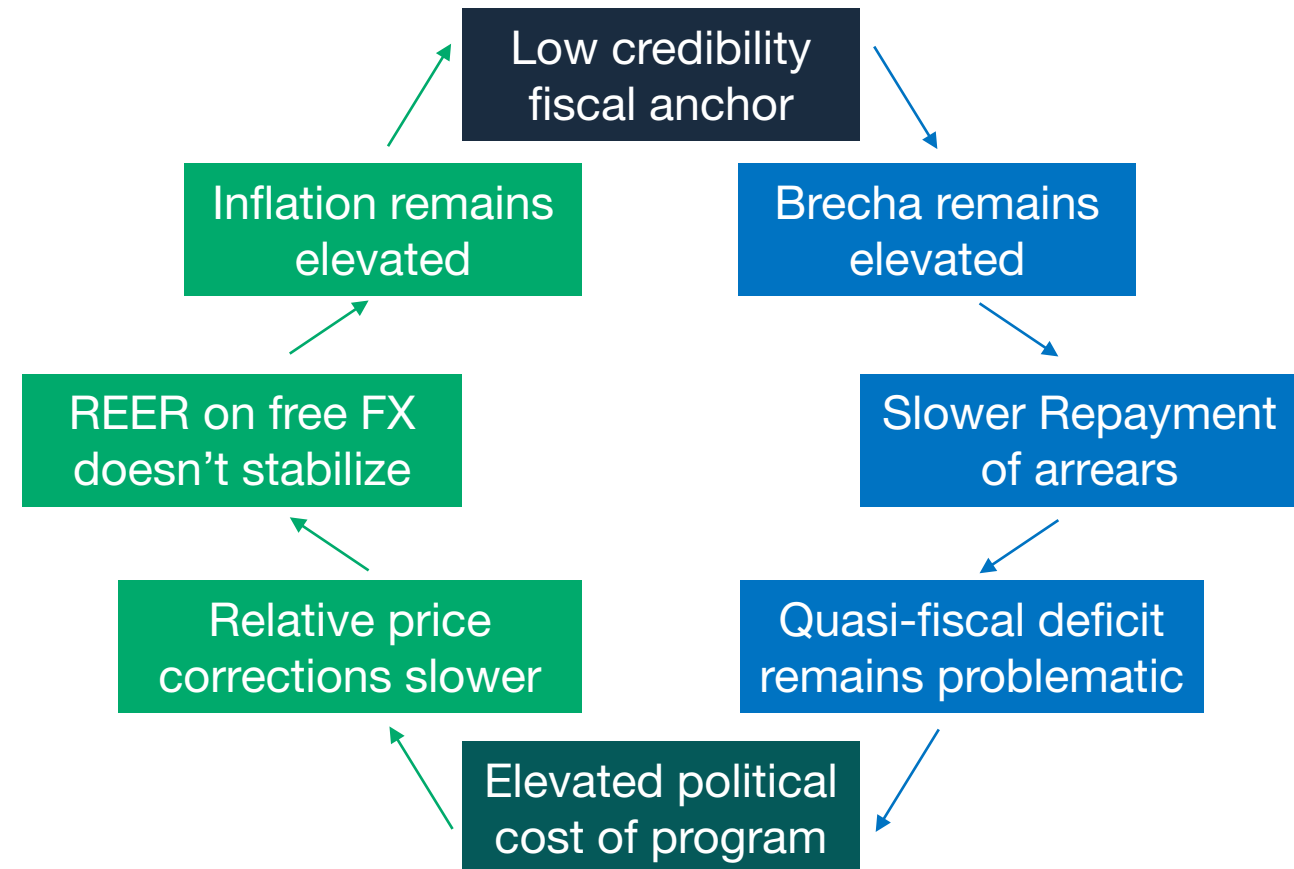 Low credibility
fiscal anchor
Brecha remains
elevated
Slower Repayment
of arrears
Quasi-fiscal deficit
remains problematic
Elevated political
cost of program
Relative price
corrections slower
REER on free FX
doesn’t stabilize
Inflation remains
elevated